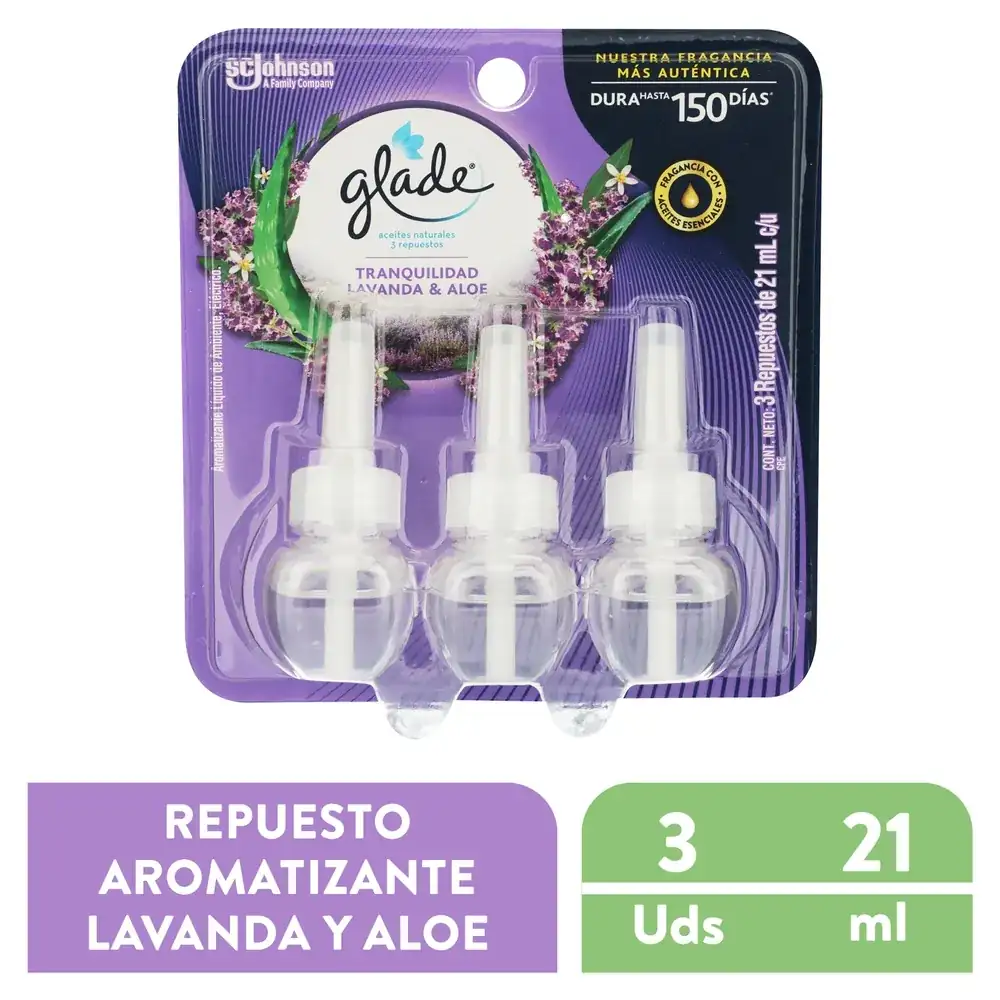 SCJohnson
A Family Company
NUESTRA FRAGANCIA
MÁS AUTÉNTICA
DURA HASTA 150 DÍAS*
glade®
aceites naturales
3 repuestos
TRANQUILIDAD
LAVANDA & ALOE
FRAGANCIA CON
ACEITES ESENCIALES
Aromatizante Líquido de Ambiente, Eléctrico.
CONT. NETO: 3 Repuestos de 21 mL c/u
CPE
REPUESTO
AROMATIZANTE
LAVANDA Y ALOE
3
Uds
21
ml